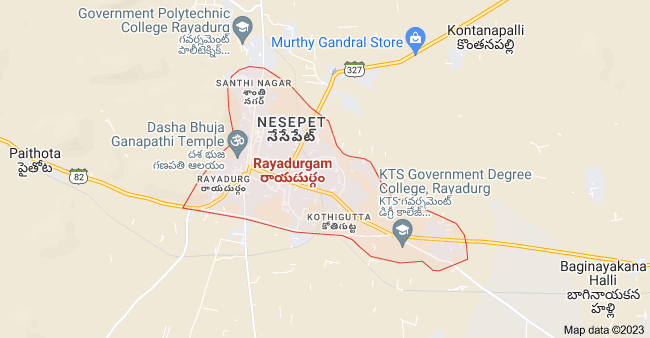 Government Polytechnic
College Rayadurg
గవర్నమెంట్
పాలీటెక్నిక్...
Kontanapalli
కొంతనపల్లి
Murthy Gandral Store
327
SANTHI NAGAR
శాంతి
నగర్
NESEPET
నేసేపేట్
Dasha Bhuja
Ganapathi Temple
దశ భుజ
గణపతి ఆలయం
Paithota
పైతోట
82
Rayadurgam
రాయదుర్గం
RAYADURG
రాయదుర్గం
KTS Government Degree
College, Rayadurg
KTS గవర్నమెంట్
డిగ్రీ కాలేజ్...
KOTHIGUTTA
కోతిగుట్ట
Baginayakana
Halli
బాగినాయకన
హళ్లి
Map data ©2023